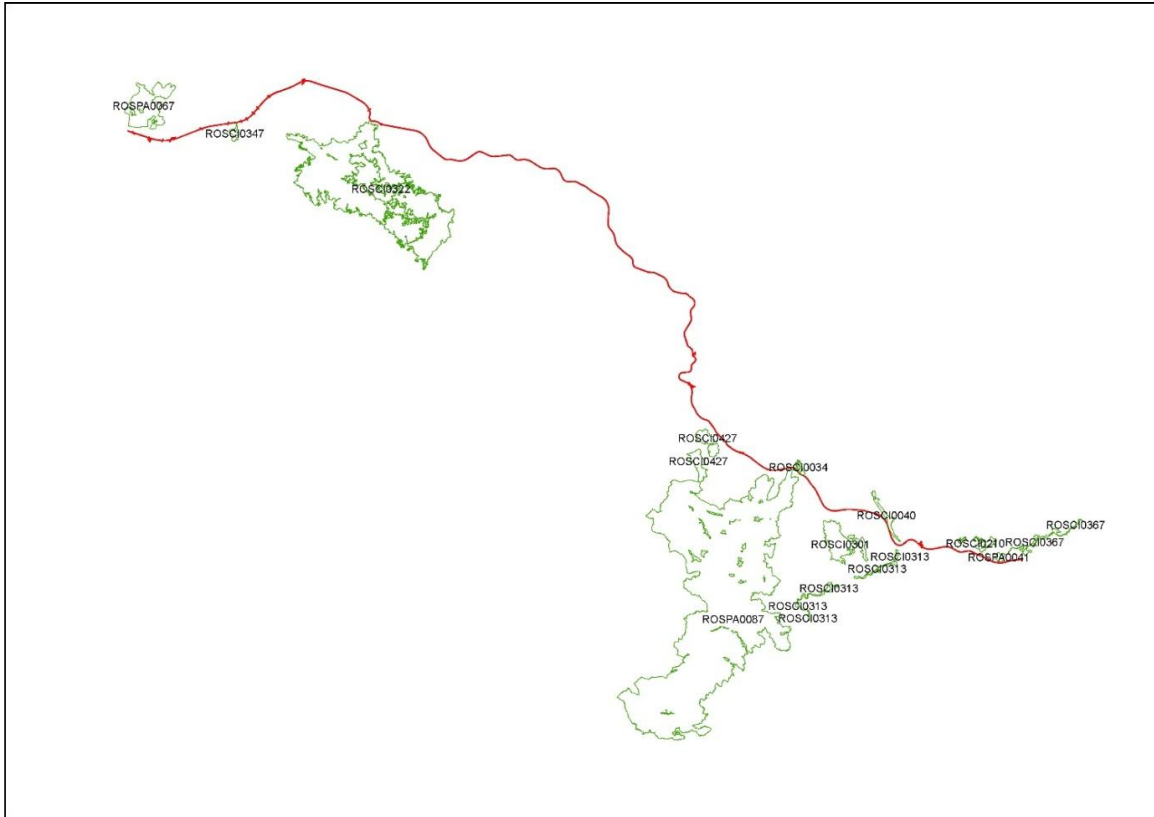 ROSPA0067
ROSCI0347
ROSCI0322
ROSCI0427
ROSCI0427
ROSCI0034
ROSCI0040
ROSCI0367
ROSCI0301
ROSCI0210
ROSCI0367
ROSCI0313
ROSPA0041
ROSCI0313
ROSCI0313
ROSCI0313
ROSCI0313
ROSPA0087